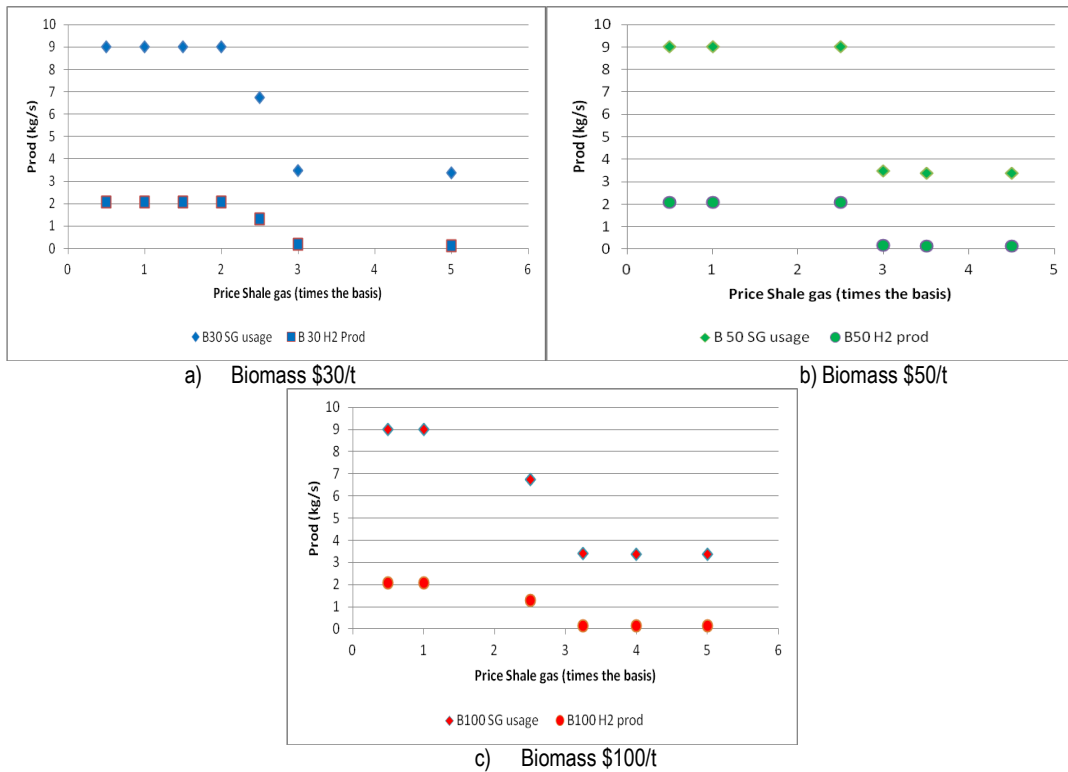 10
9
8
7
6
5
4
3
2
1
0
Prod (kg/s)
0 1 2 3 4 5 6
Price Shale gas (times the basis)
B30 SG usage B 30 H2 Prod
a) Biomass $30/t
10
9
8
7
6
5
4
3
2
1
0
Prod (kg/s)
0 1 2 3 4 5
Price Shale gas (times the basis)
B 50 SG usage B50 H2 prod
b) Biomass $50/t
10
9
8
7
6
5
4
3
2
1
0
Prod (kg/s)
0 1 2 3 4 5 6
Price Shale gas (times the basis)
B100 SG usage B100 H2 prod
c) Biomass $100/t